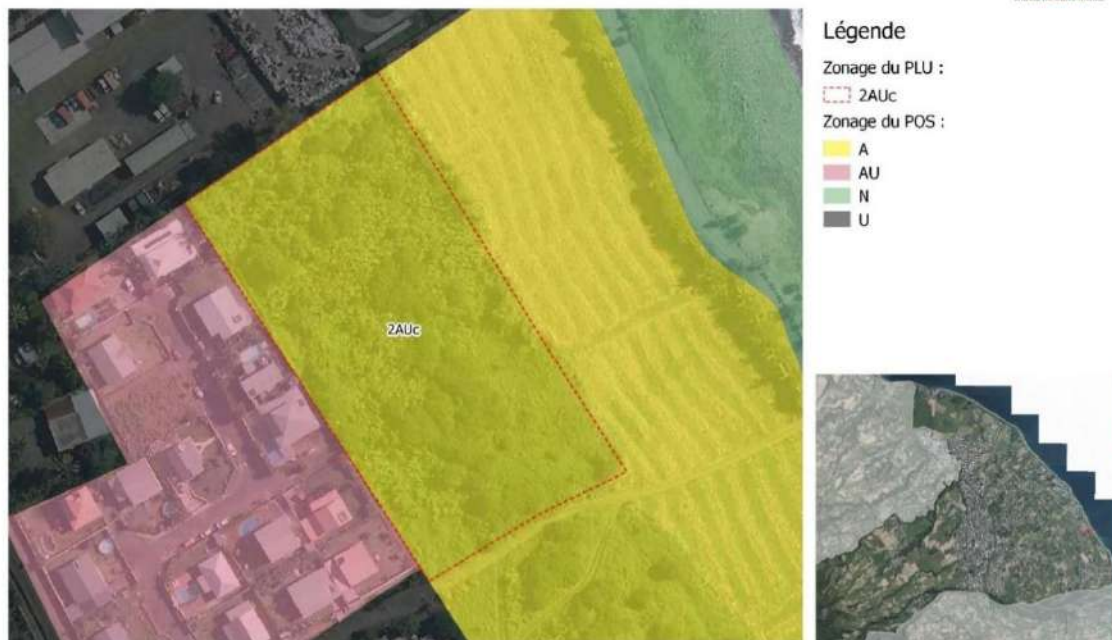 Légende
Zonage du PLU :
2AUc
Zonage du POS :
A
AU
N
U
2AUc